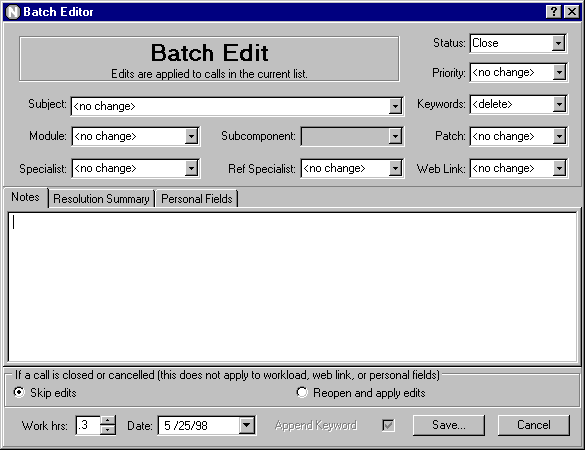 N Batch Editor
Batch Edit
Edits are applied to calls in the current list.
Status: Close
Priority: <no change>
Subject: <no change>
Keywords: <delete>
Module: <no change>
Subcomponent:
Patch: <no change>
Specialist: <no change>
Ref Specialist: <no change>
Web Link: <no change>
Notes
Resolution Summary
Personal Fields
If a call is closed or cancelled (this does not apply to workload, web link, or personal fields)
Skip edits
Reopen and apply edits
Work hrs: .3
Date: 5 /25/98
Append Keyword
Save...
Cancel